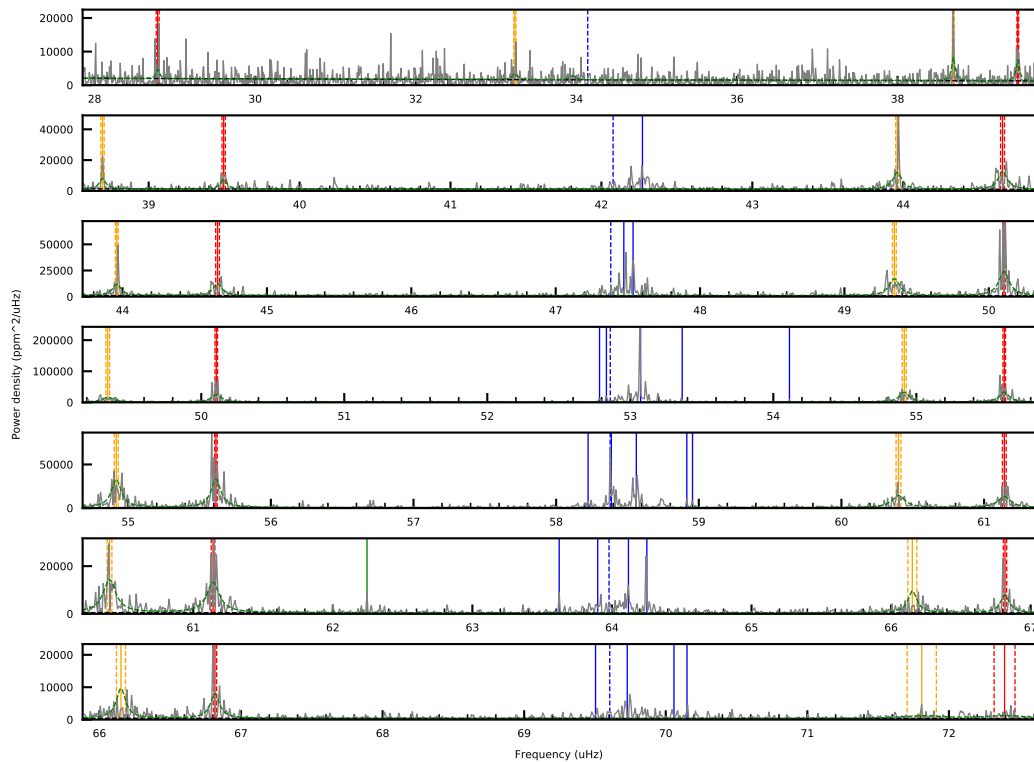 20000
10000
0
28 30 32 34 36 38
40000
20000
0
39 40 41 42 43 44
50000
25000
0
44 45 46 47 48 49 50
200000
100000
0
50 51 52 53 54 55
50000
0
55 56 57 58 59 60 61
20000
0
61 62 63 64 65 66 67
20000
10000
0
66 67 68 69 70 71 72
Power density (ppm^2/uHz)
Frequency (uHz)